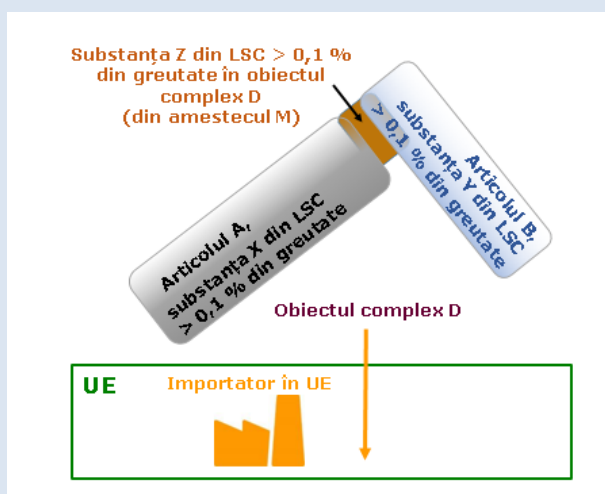 Substanța Z din LSC > 0,1 %
din greutate în obiectul
complex D
(din amestecul M)
Articolul A,
substanța X din LSC
> 0,1 % din greutate
Articolul B,
substanța Y din LSC
> 0,1 % din greutate
Obiectul complex D
UE
Importator în UE